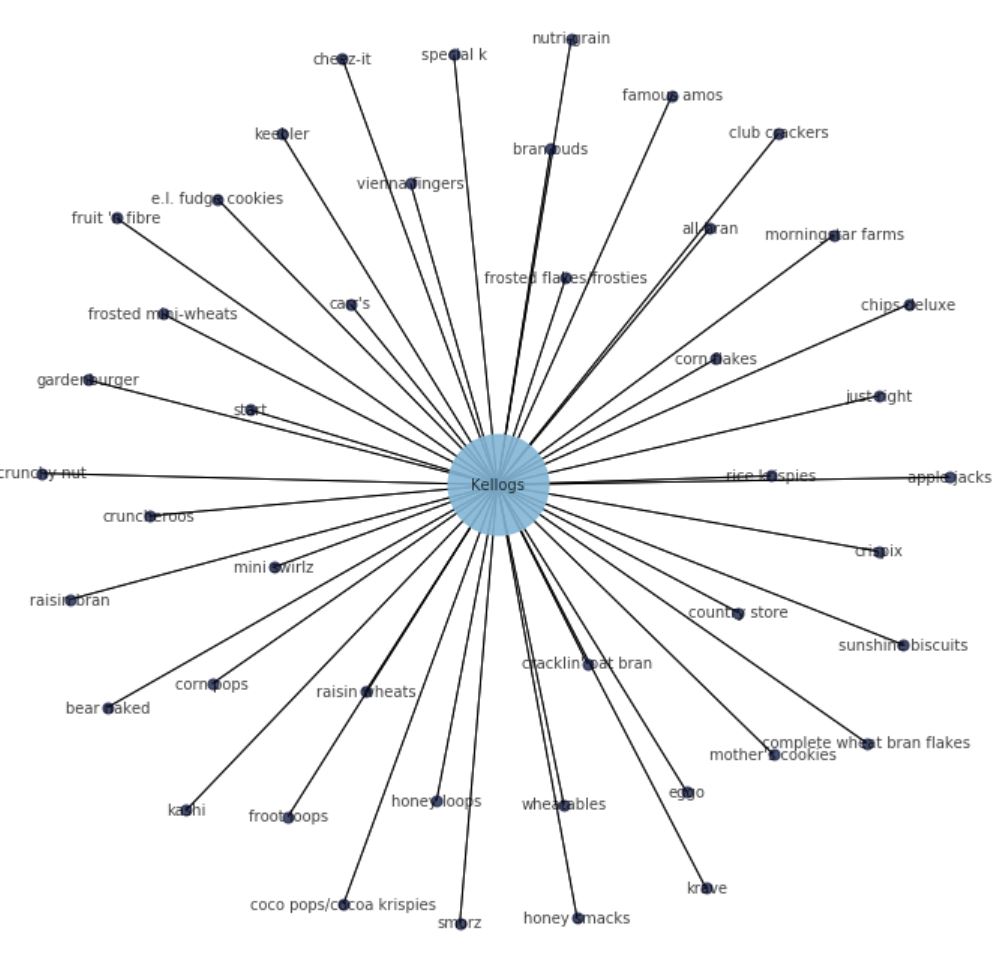 nutri-grain
cheez-it
special k
famous amos
keebler
club crackers
bran buds
vienna fingers
e.l. fudge cookies
fruit 'n fibre
all-bran
morningstar farms
frosted flakes/frosties
carr's
chips deluxe
frosted mini-wheats
corn flakes
gardenburger
just right
start
crunchy nut
rice krispies
apple jacks
Kellogs
cruncheroos
crispix
mini swirlz
raisin bran
country store
sunshine biscuits
cracklin' oat bran
corn pops
raisin wheats
bear naked
complete wheat bran flakes
mother's cookies
eggo
honey loops
wheatables
kashi
froot loops
krave
coco pops/cocoa krispies
smorz
honey smacks